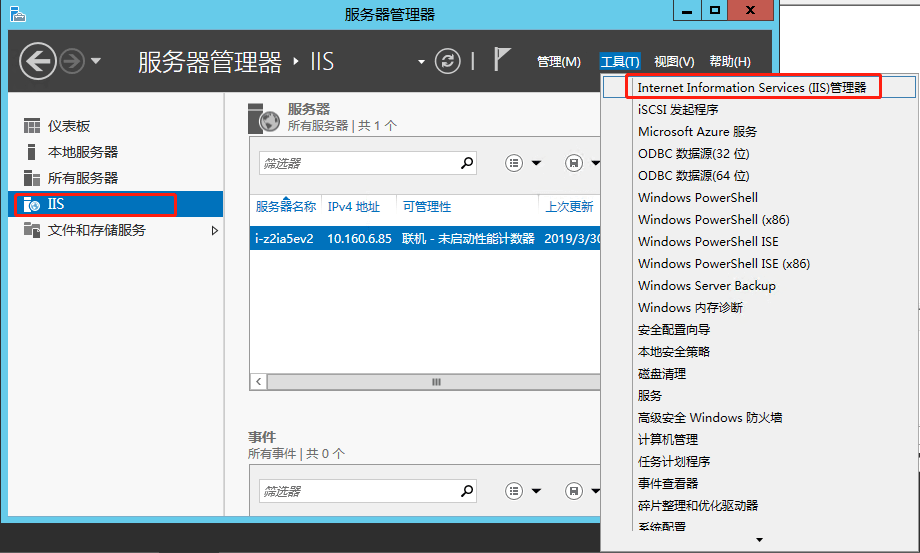 服务器管理器
服务器管理器 ‣ IIS
管理(M) 工具(T) 视图(V) 帮助(H)
仪表板
本地服务器
所有服务器
IIS
文件和存储服务
服务器
所有服务器 | 共 1 个
筛选器
服务器名称 IPv4 地址 可管理性 上次更新
i-z2ia5ev2 10.160.6.85 联机 - 未启动性能计数器 2019/3/30
事件
所有事件 | 共 0 个
筛选器
Internet Information Services (IIS)管理器
iSCSI 发起程序
Microsoft Azure 服务
ODBC 数据源(32 位)
ODBC 数据源(64 位)
Windows PowerShell
Windows PowerShell (x86)
Windows PowerShell ISE
Windows PowerShell ISE (x86)
Windows Server Backup
Windows 内存诊断
安全配置向导
本地安全策略
磁盘清理
服务
高级安全 Windows 防火墙
计算机管理
任务计划程序
事件查看器
碎片整理和优化驱动器
系统配置